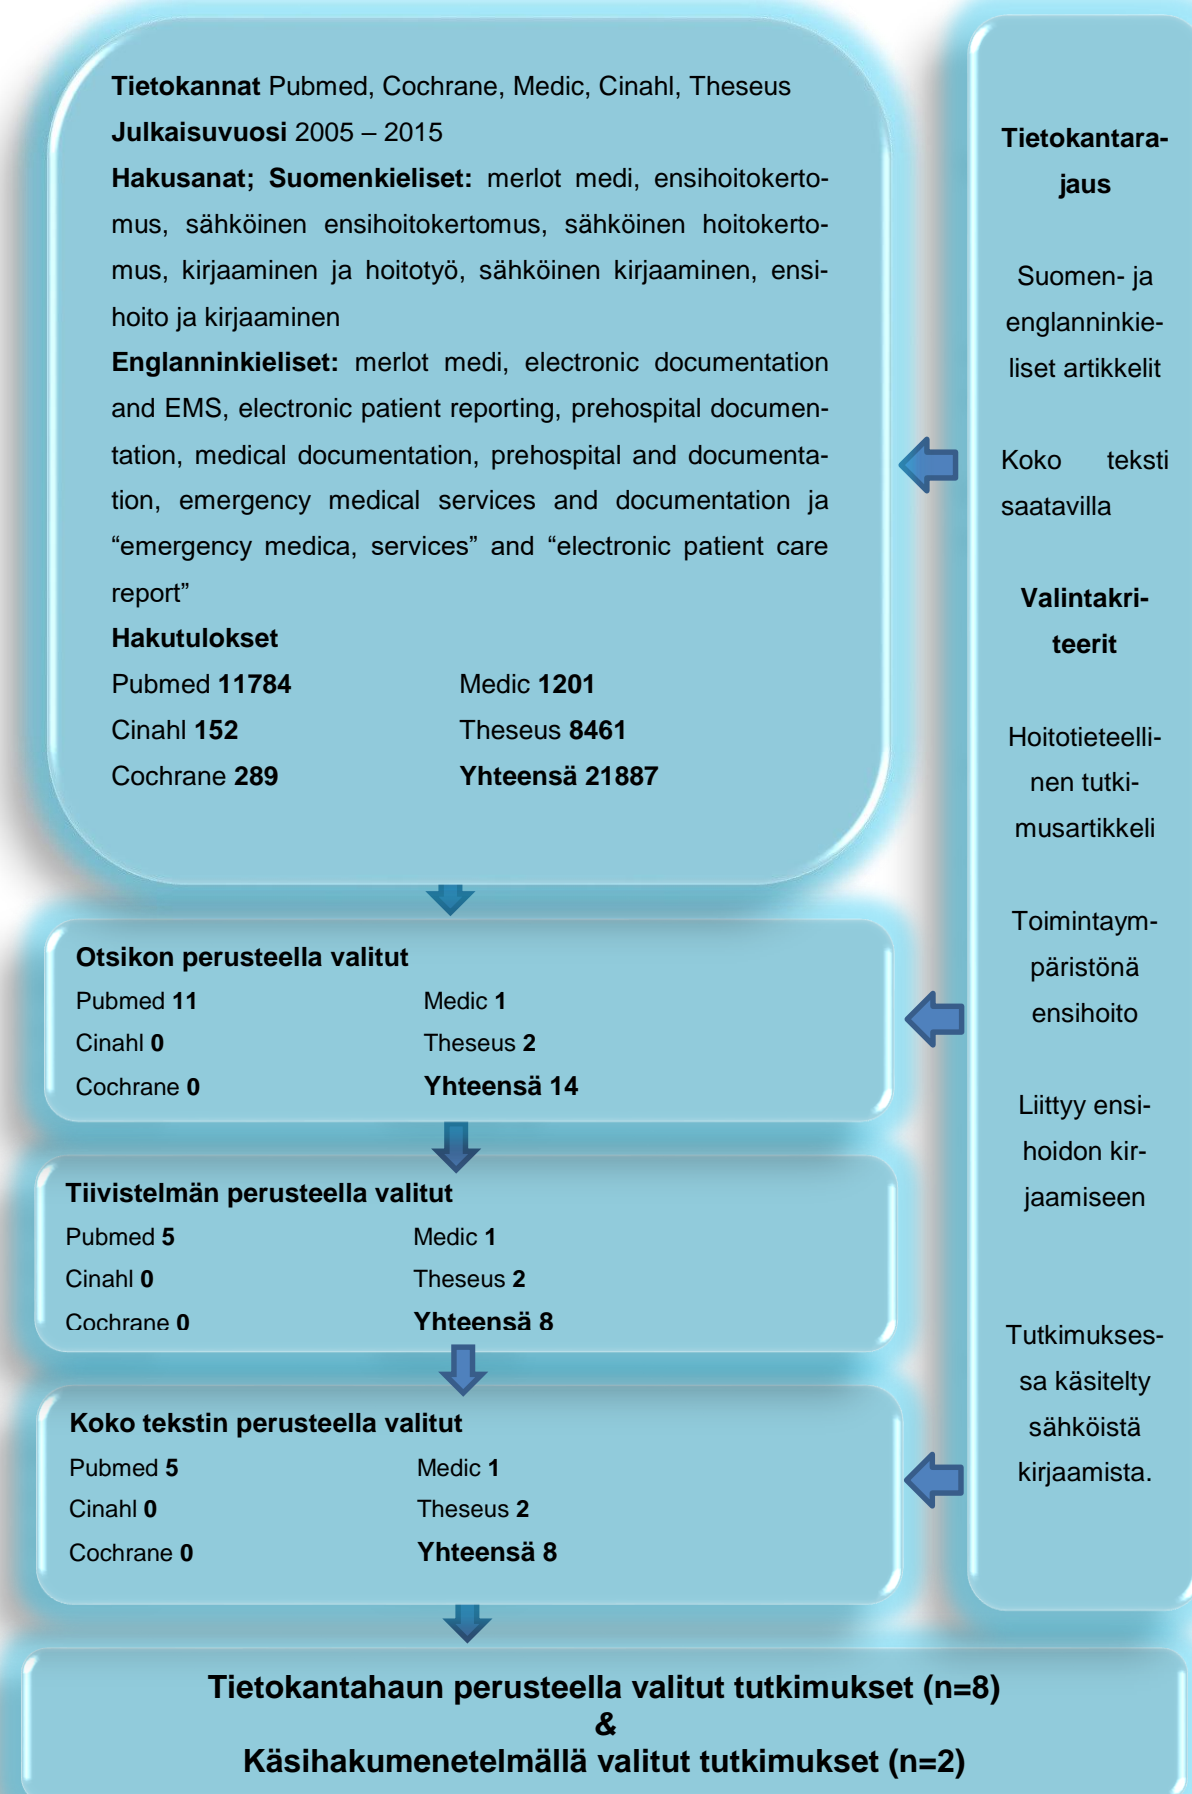 Tietokannat Pubmed, Cochrane, Medic, Cinahl, Theseus
Julkaisuvuosi 2005 – 2015
Hakusanat; Suomenkieliset: merlot medi, ensihoitokerto-
mus, sähköinen ensihoitokertomus, sähköinen hoitokerto-
mus, kirjaaminen ja hoitotyö, sähköinen kirjaaminen, ensi-
hoito ja kirjaaminen
Englanninkieliset: merlot medi, electronic documentation
and EMS, electronic patient reporting, prehospital documen-
tation, medical documentation, prehospital and documenta-
tion, emergency medical services and documentation ja
“emergency medica, services” and “electronic patient care
report”
Hakutulokset
Pubmed 11784 Medic 1201
Cinahl 152 Theseus 8461
Cochrane 289 Yhteensä 21887
Otsikon perusteella valitut
Pubmed 11 Medic 1
Cinahl 0 Theseus 2
Cochrane 0 Yhteensä 14
Tiivistelmän perusteella valitut
Pubmed 5 Medic 1
Cinahl 0 Theseus 2
Cochrane 0 Yhteensä 8
Koko tekstin perusteella valitut
Pubmed 5 Medic 1
Cinahl 0 Theseus 2
Cochrane 0 Yhteensä 8
Tietokantahaun perusteella valitut tutkimukset (n=8)
&
Käsihakumenetelmällä valitut tutkimukset (n=2)
Tietokantara-
jaus
Suomen- ja
englanninkie-
liset artikkelit
Koko teksti
saatavilla
Valintakri-
teerit
Hoitotieteelli-
nen tutki-
musartikkeli
Toimintaym-
päristönä
ensihoito
Liittyy ensi-
hoidon kir-
jaamiseen
Tutkimukses-
sa käsitelty
sähköistä
kirjaamista.